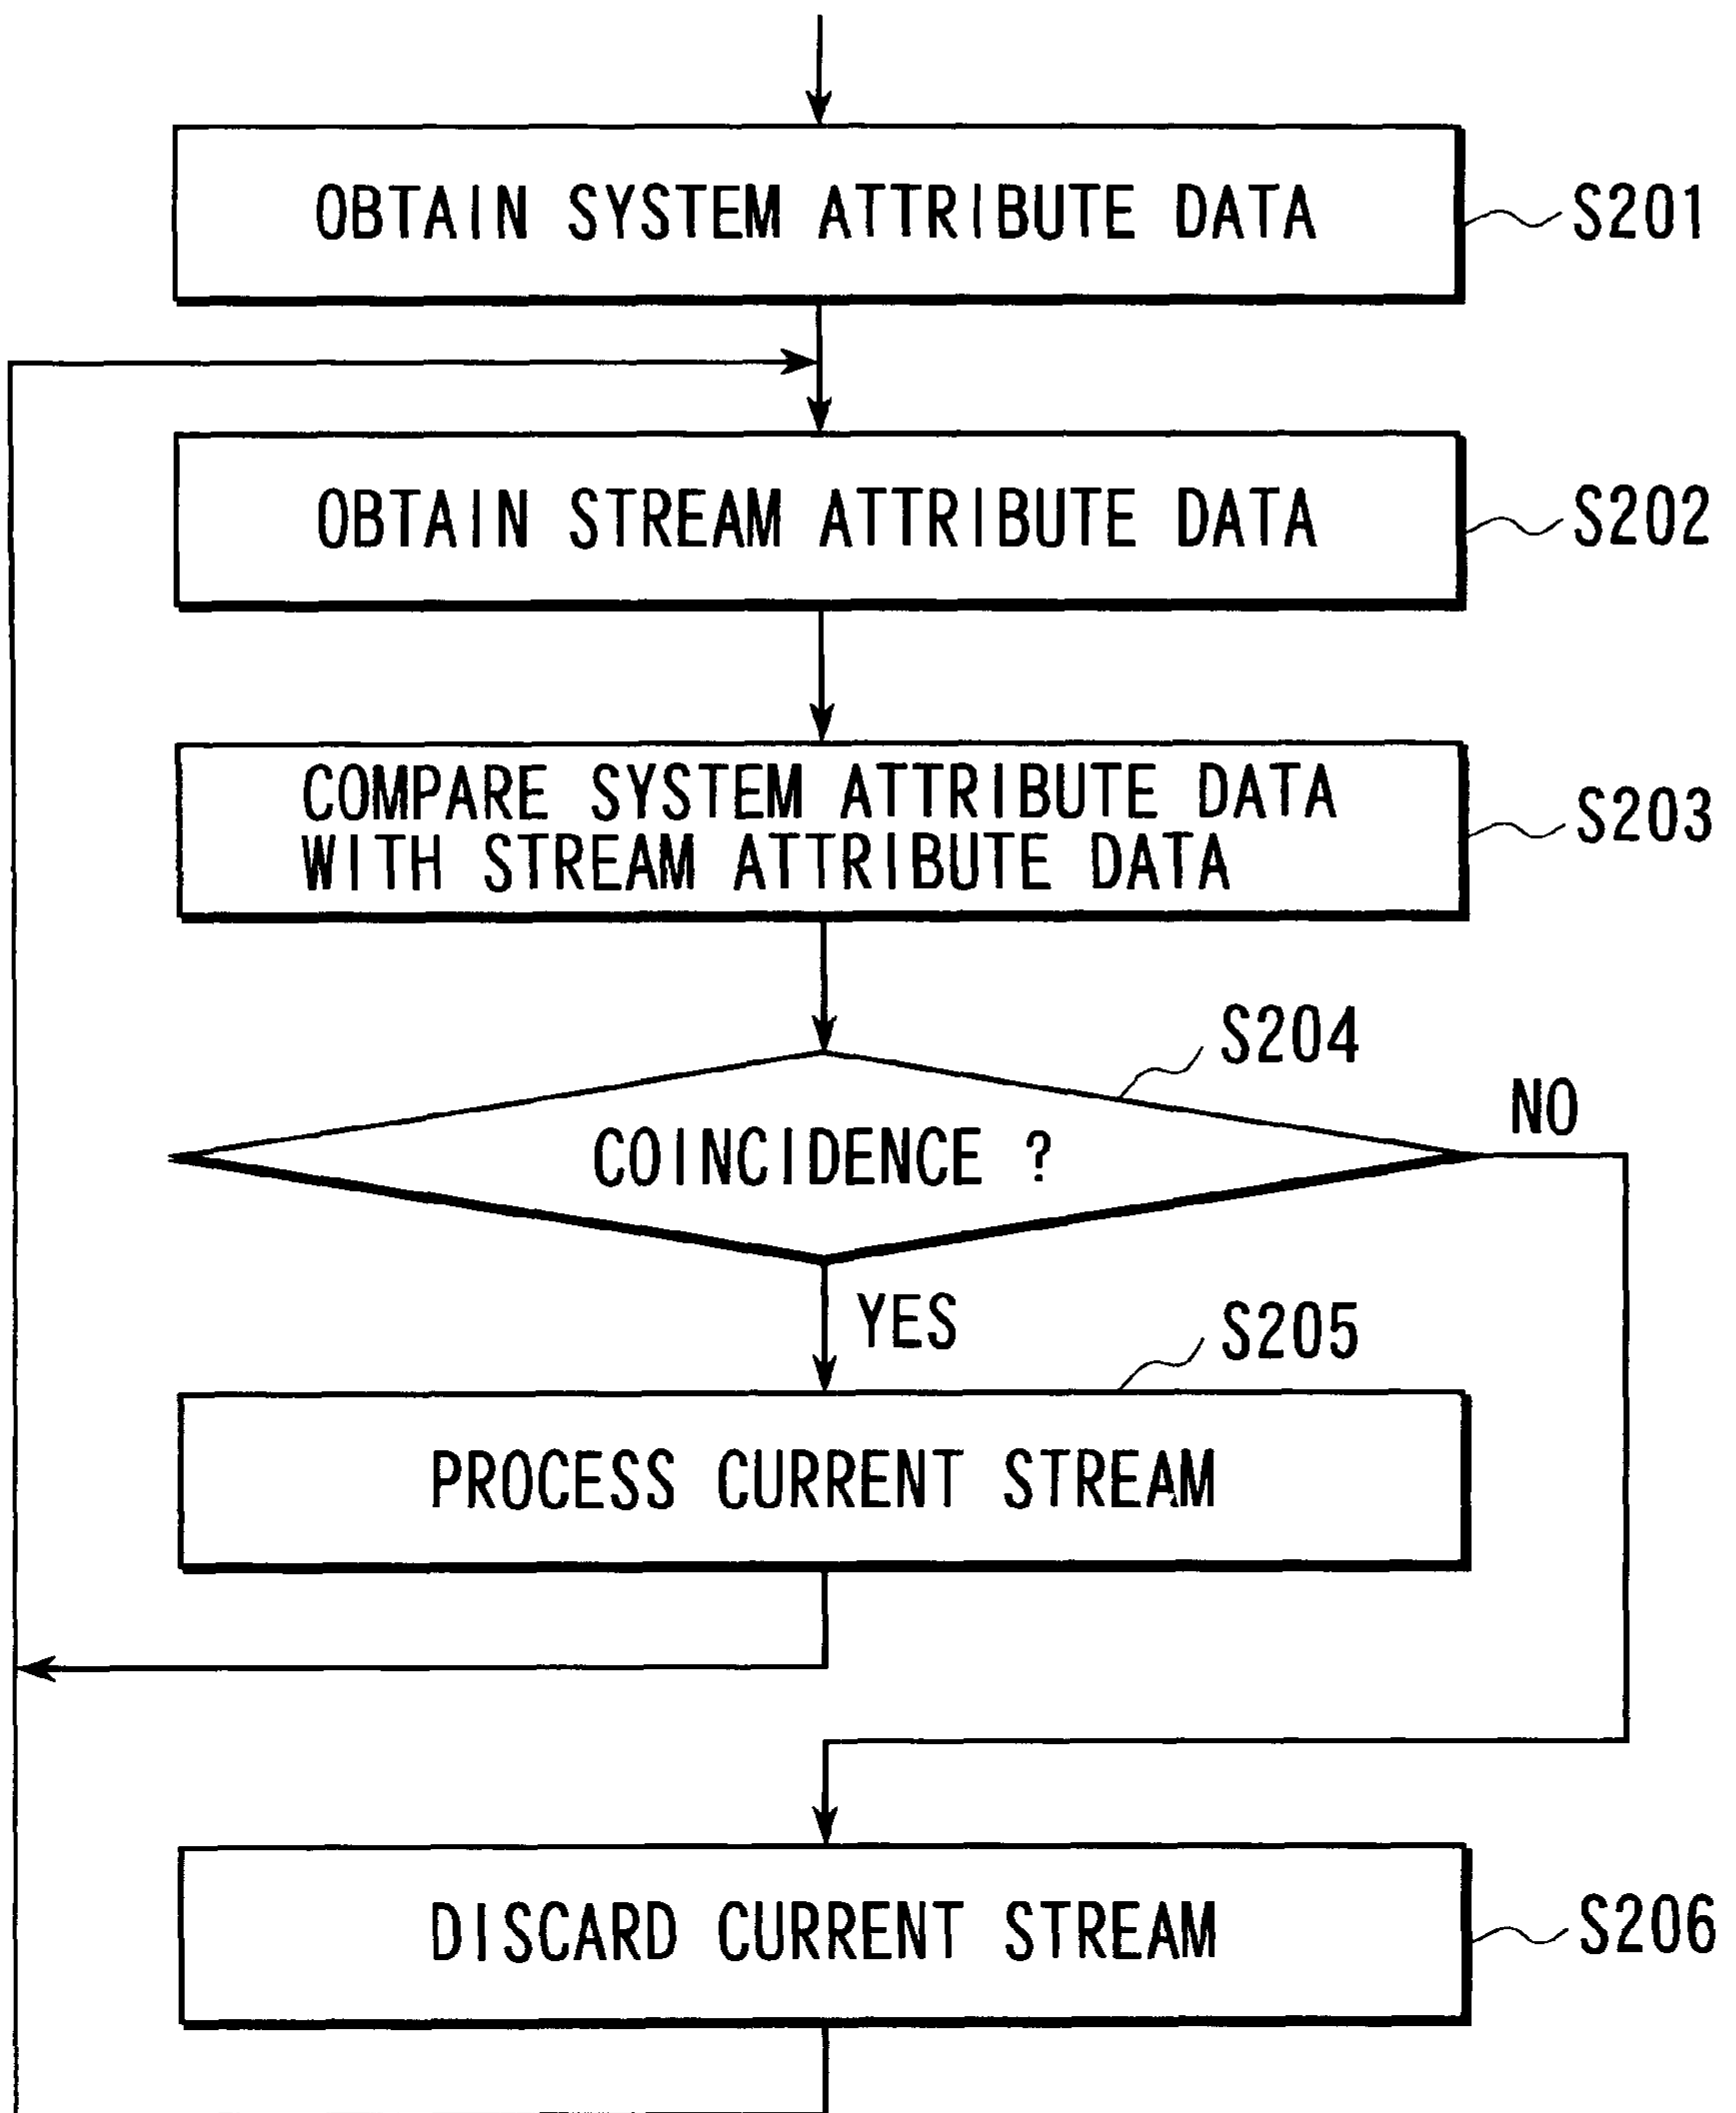 OBTAIN SYSTEM ATTRIBUTE DATA
S201
OBTAIN STREAM ATTRIBUTE DATA
S202
COMPARE SYSTEM ATTRIBUTE DATA
WITH STREAM ATTRIBUTE DATA
S203
S204
NO
COINCIDENCE ?
YES
S205
PROCESS CURRENT STREAM
DISCARD CURRENT STREAM
S206